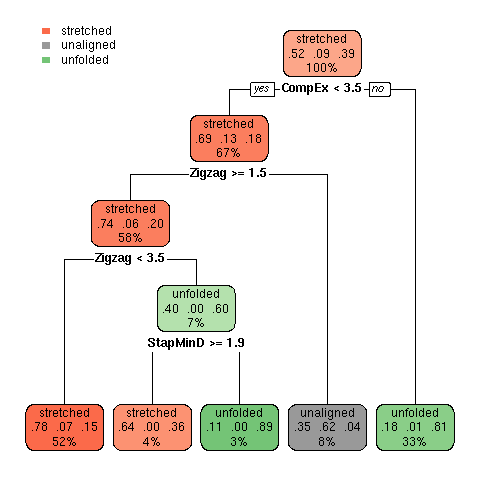 stretched
unaligned
unfolded
stretched
.52 .09 .39
100%
yes CompEx < 3.5 no
stretched
.69 .13 .18
67%
Zigzag >= 1.5
stretched
.74 .06 .20
58%
Zigzag < 3.5
unfolded
.40 .00 .60
7%
StapMinD >= 1.9
stretched
.78 .07 .15
52%
stretched
.64 .00 .36
4%
unfolded
.11 .00 .89
3%
unaligned
.35 .62 .04
8%
unfolded
.18 .01 .81
33%